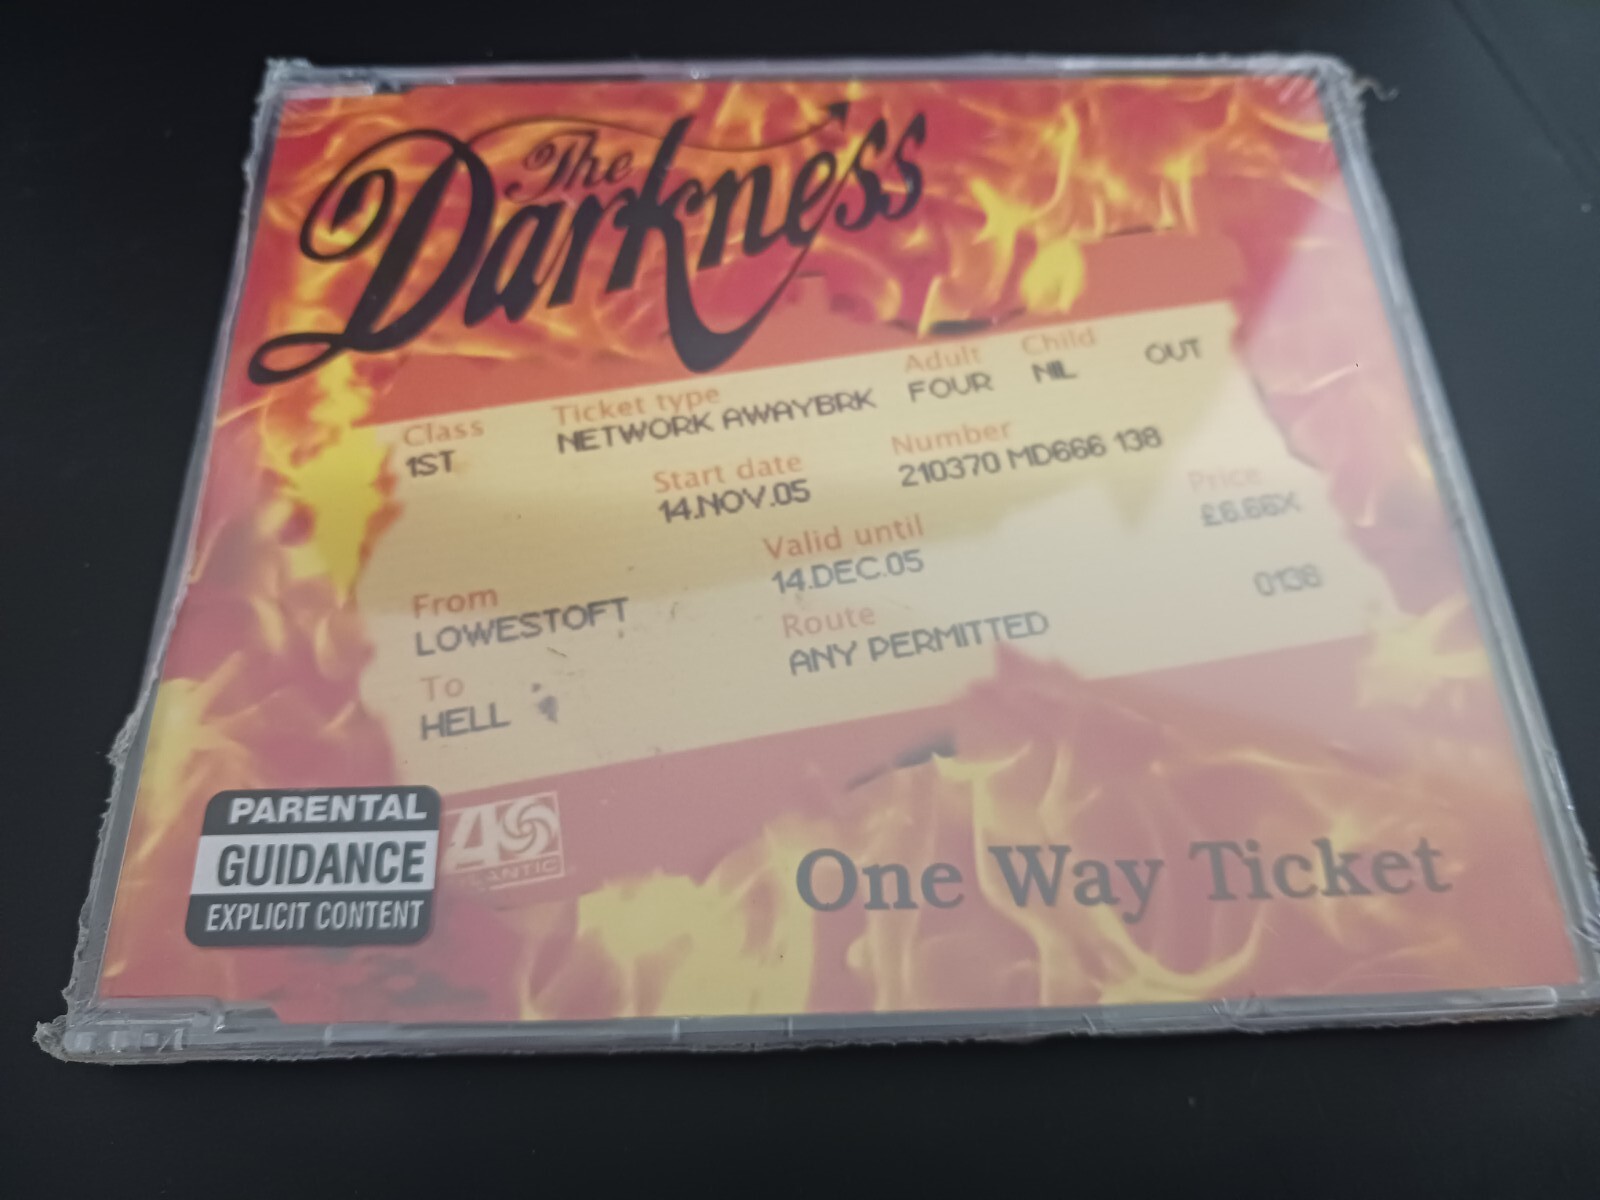 The
Darkness
Class Ticket type Adult Child
1ST NETWORK AWAYBRK FOUR NIL OUT
Start date Number
14.NOV.05 210370 MD666 138
Price
£6.66X
Valid until
14.DEC.05
From
LOWESTOFT
Route
ANY PERMITTED
0138
To
HELL
PARENTAL
GUIDANCE
EXPLICIT CONTENT
ATLANTIC
One Way Ticket